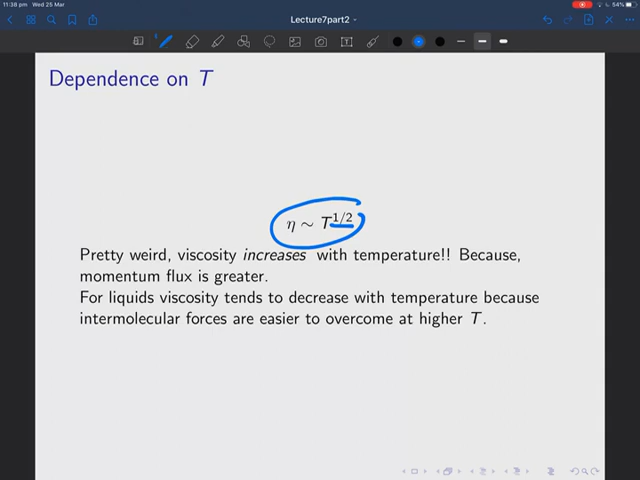 11:38 pm Wed 25 Mar
54%
Lecture7part2
Dependence on T
η ∼ T^{1/2}
Pretty weird, viscosity increases with temperature!! Because,
momentum flux is greater.
For liquids viscosity tends to decrease with temperature because
intermolecular forces are easier to overcome at higher T.